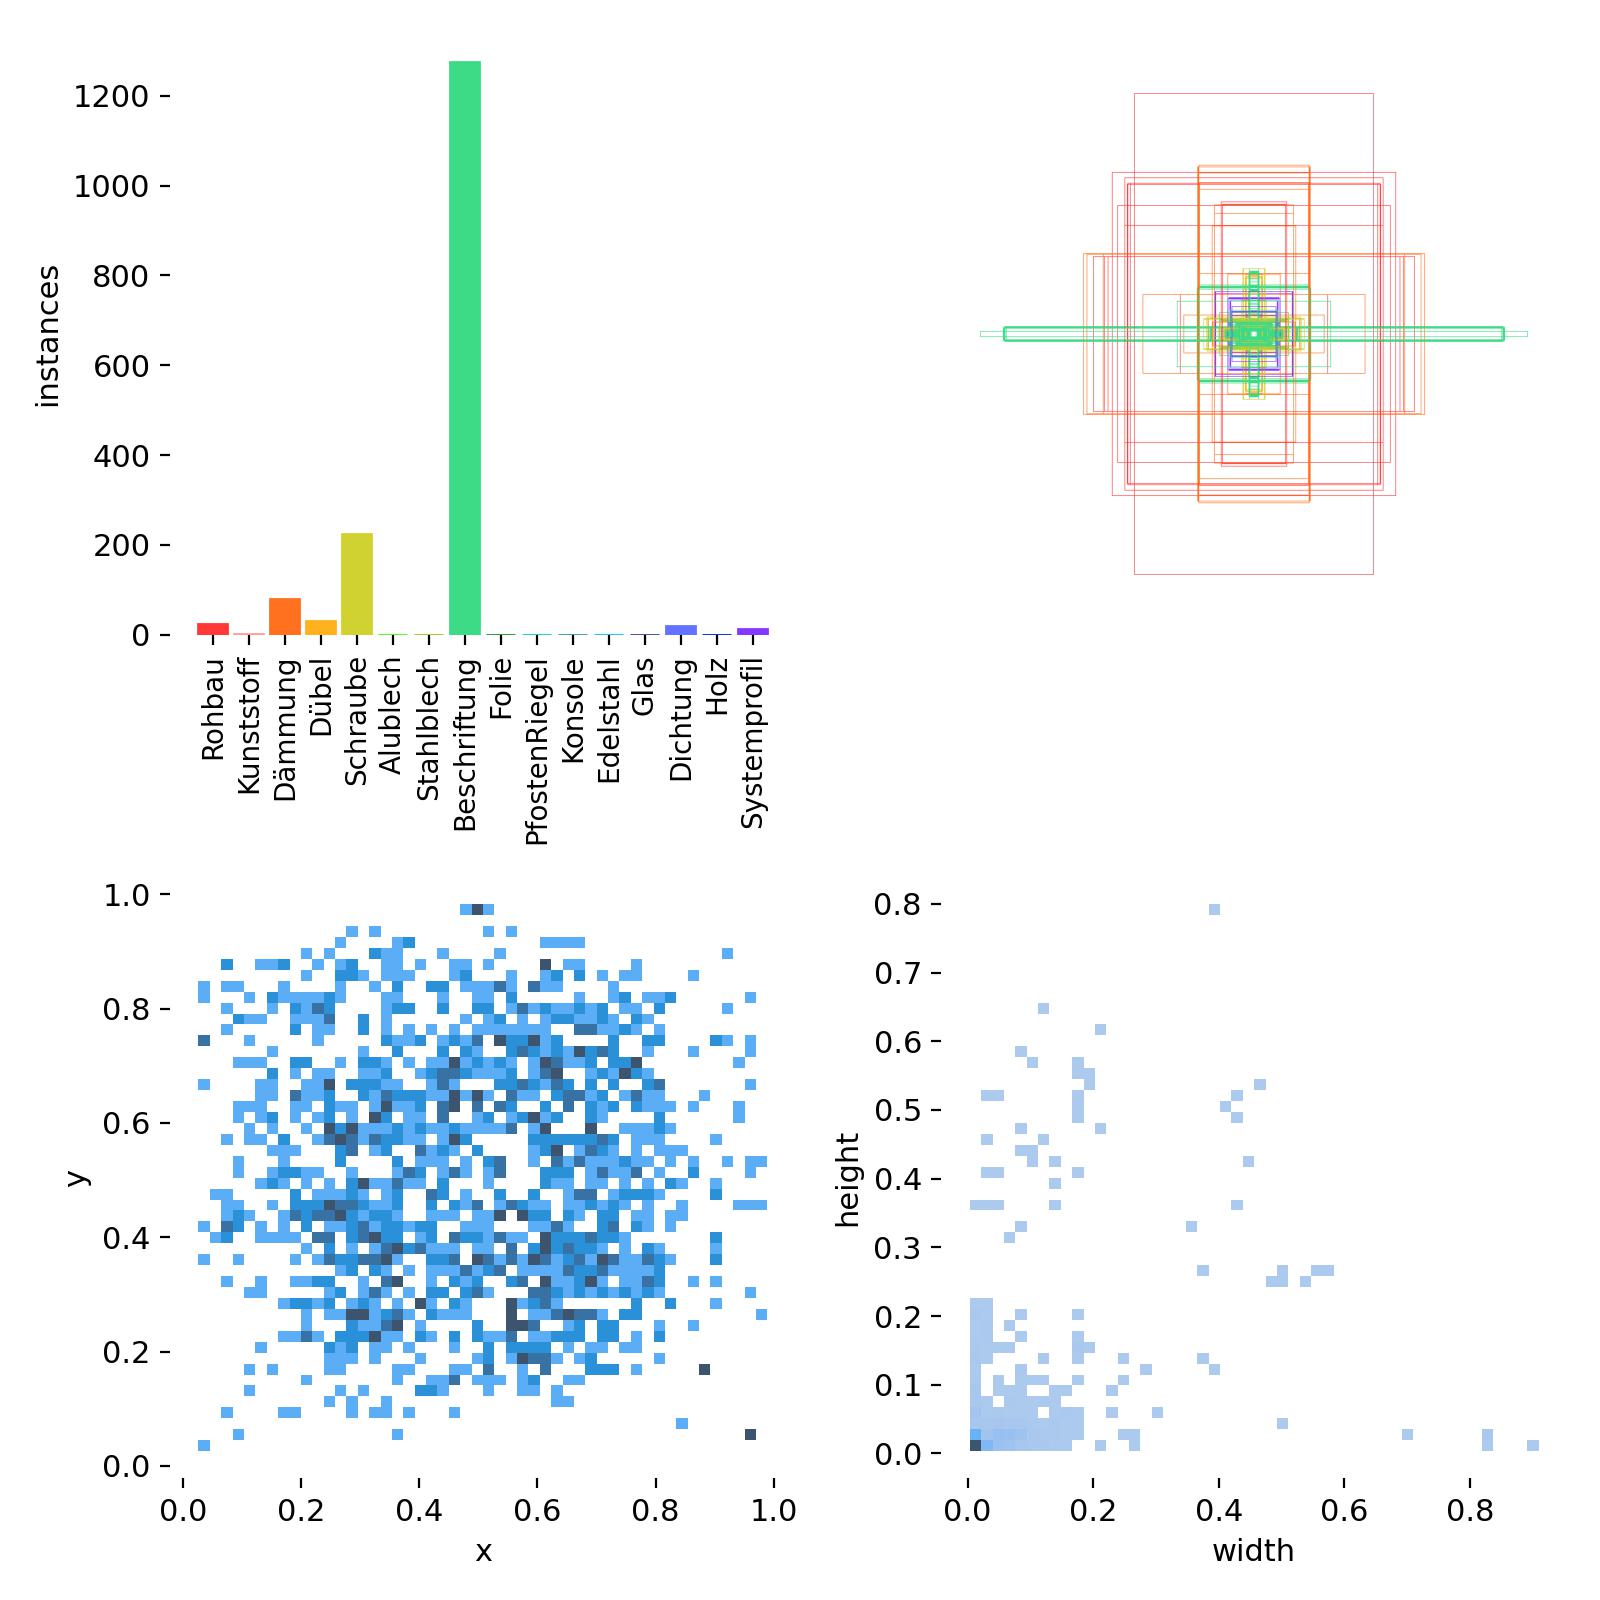 instances
1200
1000
800
600
400
200
0
Rohbau
Kunststoff
Dämmung
Dübel
Schraube
Alublech
Stahlblech
Beschriftung
Folie
PfostenRiegel
Konsole
Edelstahl
Glas
Dichtung
Holz
Systemprofil
y
1.0
0.8
0.6
0.4
0.2
0.0
0.0 0.2 0.4 0.6 0.8 1.0
x
height
0.8
0.7
0.6
0.5
0.4
0.3
0.2
0.1
0.0
0.0 0.2 0.4 0.6 0.8
width